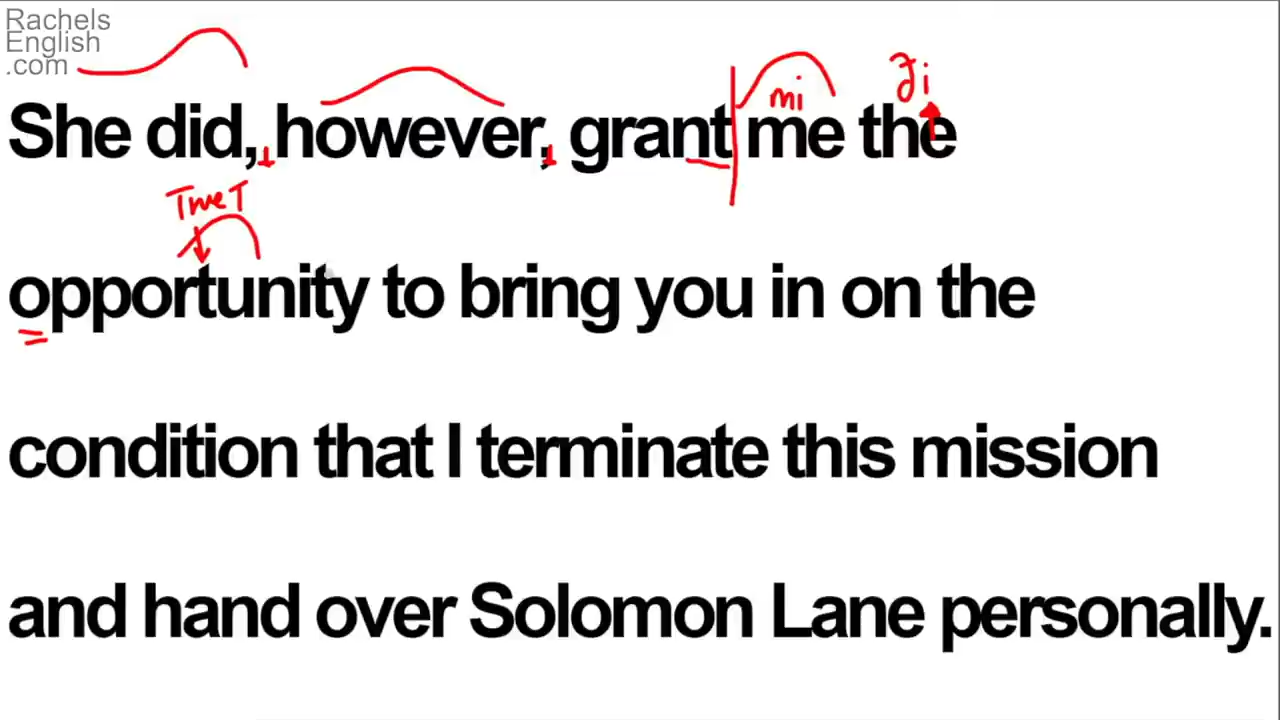 Rachels
English
.com
mi ði
She did, however, grant me the
True T
opportunity to bring you in on the
condition that I terminate this mission
and hand over Solomon Lane personally.